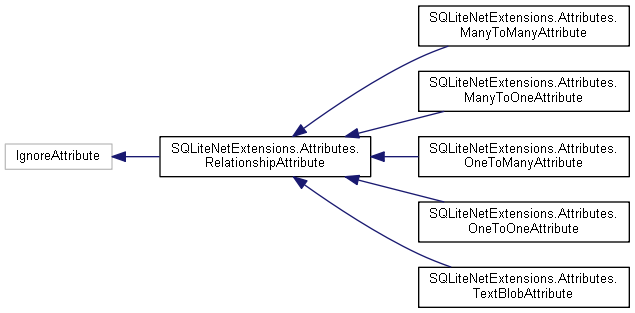 SQLiteNetExtensions.Attributes.
ManyToManyAttribute
SQLiteNetExtensions.Attributes.
ManyToOneAttribute
IgnoreAttribute
SQLiteNetExtensions.Attributes.
RelationshipAttribute
SQLiteNetExtensions.Attributes.
OneToManyAttribute
SQLiteNetExtensions.Attributes.
OneToOneAttribute
SQLiteNetExtensions.Attributes.
TextBlobAttribute